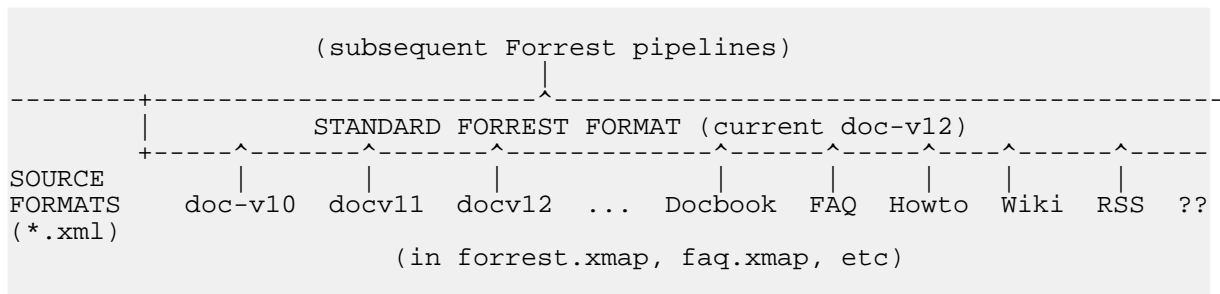 (subsequent Forrest pipelines)
|
--------+------------------------^------------------------------------------
| STANDARD FORREST FORMAT (current doc-v12)
+-----^-------^-------^-------------^------^-----^----^------^-----
SOURCE | | | | | | | |
FORMATS doc-v10 docv11 docv12 ... Docbook FAQ Howto Wiki RSS ??
(*.xml)
(in forrest.xmap, faq.xmap, etc)